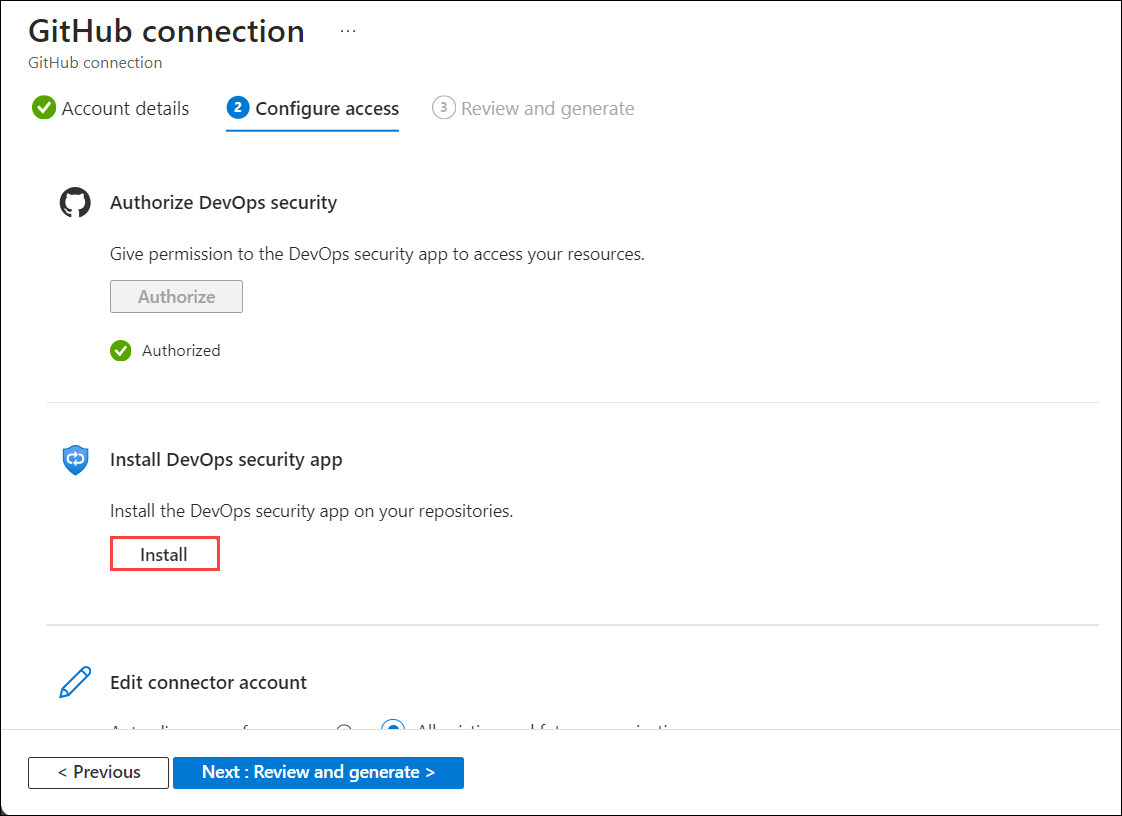 GitHub connection ...
GitHub connection
Account details 2 Configure access 3 Review and generate
Authorize DevOps security
Give permission to the DevOps security app to access your resources.
Authorize
Authorized
Install DevOps security app
Install the DevOps security app on your repositories.
Install
Edit connector account
< Previous Next : Review and generate >